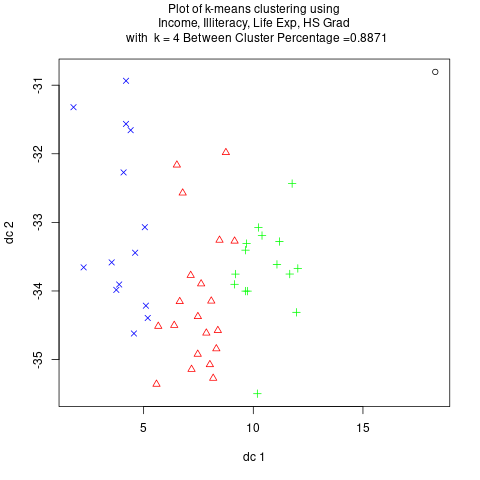 Plot of k-means clustering using
Income, Illiteracy, Life Exp, HS Grad
with k = 4 Between Cluster Percentage =0.8871
-31
-32
-33
-34
-35
dc 2
5 10 15
dc 1